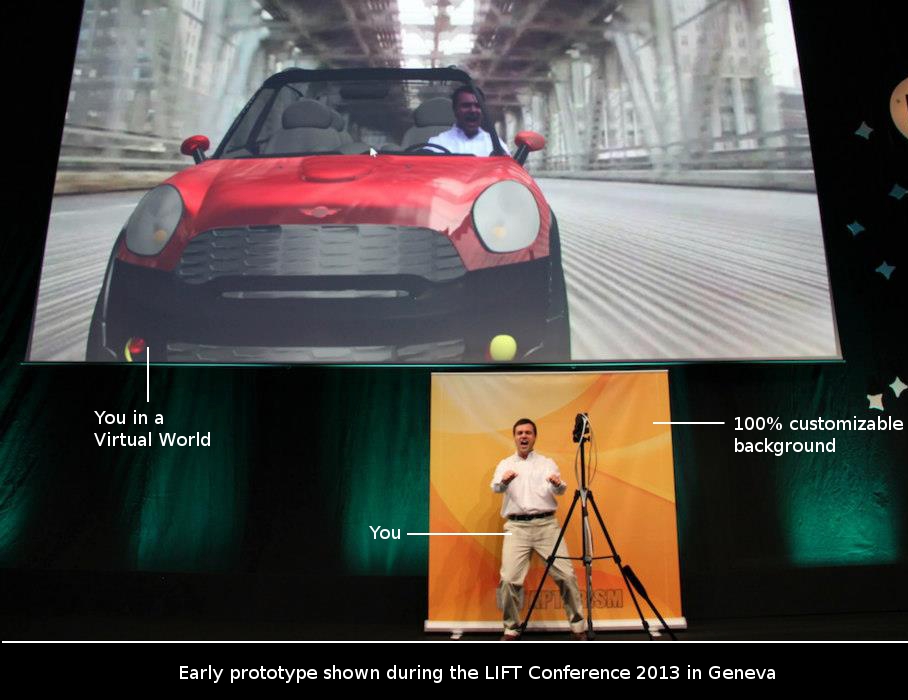 You in a
Virtual World
100% customizable
background
You
Early prototype shown during the LIFT Conference 2013 in Geneva